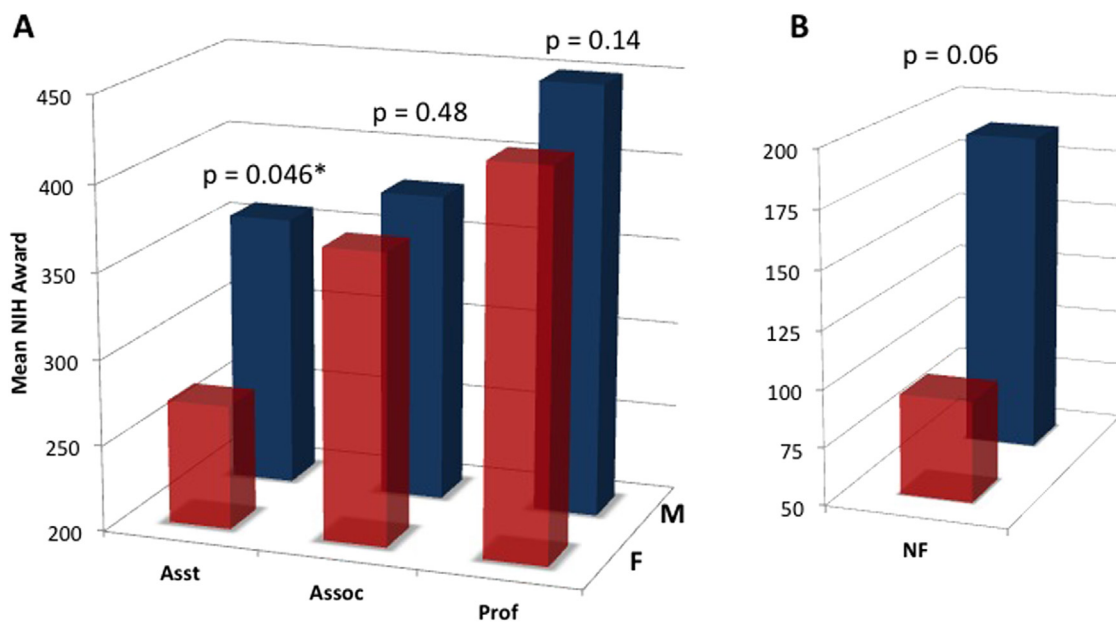 A
B
p = 0.14
p = 0.06
p = 0.48
p = 0.046*
Mean NIH Award
450
400
350
300
250
200
Asst
Assoc
Prof
M
F
200
175
150
125
100
75
50
NF